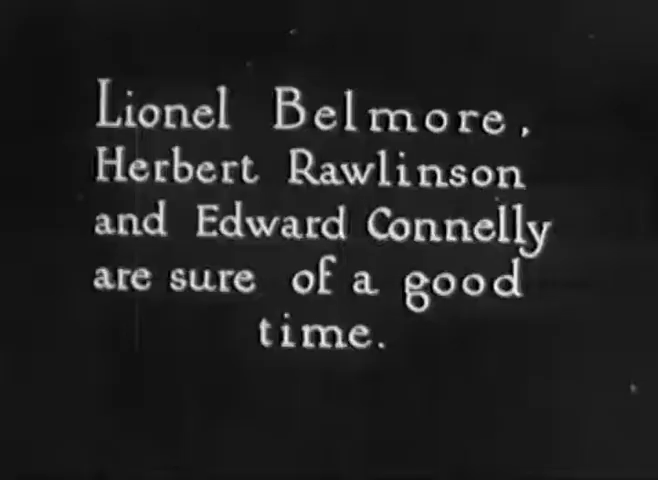 Lionel Belmore,
Herbert Rawlinson
and Edward Connelly
are sure of a good
time.